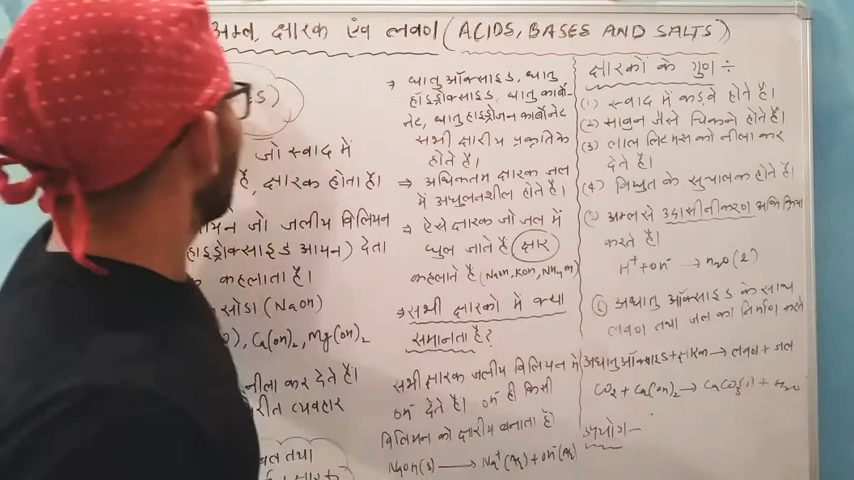 अम्ल, क्षारक एंव लवण (ACIDS, BASES AND SALTS)
जो स्वाद में
है, क्षारक होता है।
जो जलीय विलियन
हाइड्रोक्साइड आयन) देता
कहलाता है।
सोडा (NaOH)
, Ca(OH)₂, Mg(OH)₂
नीला कर देते है।
व्यवहार
तथा
→ धातु ऑक्साइड, धातु
हॉइड्रोक्साइड, धातु कार्बो-
नेट, धातु हाइड्रोजन कार्बोनेट
सभी क्षारीय प्रकृति के
होते है।
⇒ अधिकतम क्षारक जल
में अघुलनशील होते है।
→ ऐसे क्षारक जो जल में
घुल जाते है क्षार
कहलाते है (NaOH, KOH, NH₄OH)
→ सभी क्षारको में क्या
समानता है?
सभी क्षारक जलीय विलियन में
OH⁻ देते है। OH⁻ ही किसी
विलियन को क्षारीय बनाता है।
NaOH(s) ⟶ Na⁺(aq) + OH⁻(aq)
क्षारकों के गुण ÷
(1) स्वाद में कड़वे होते है।
(2) साबुन जैसे चिकने होते है।
(3) लाल लिटमस को नीला कर
देते है।
(4) विधुत के सुचालक होते है।
(5) अम्ल से उदासीनीकरण अभिक्रिया
करते है।
H⁺ + OH⁻ → H₂O(l)
(6) अधातु ऑक्साइड के साथ
लवण तथा जल का निर्माण करते
अधातु ऑक्साइड + क्षारक → लवण + जल
CO₂ + Ca(OH)₂ → CaCO₃(s) + H₂O
उपयोग —